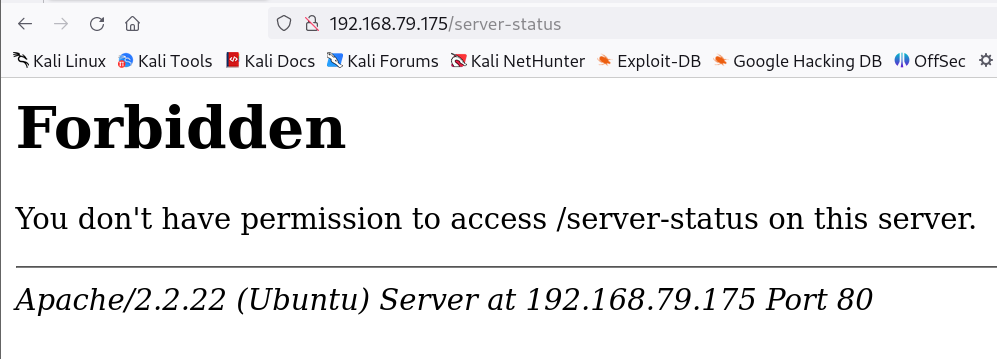 192.168.79.175/server-status
Kali Linux Kali Tools Kali Docs Kali Forums Kali NetHunter Exploit-DB Google Hacking DB OffSec
Forbidden
You don't have permission to access /server-status on this server.
Apache/2.2.22 (Ubuntu) Server at 192.168.79.175 Port 80